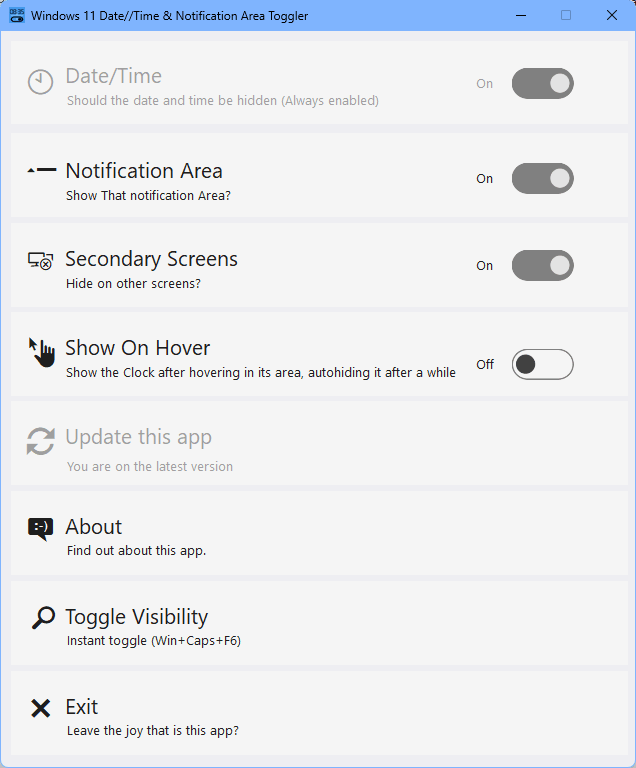 08:35
Windows 11 Date//Time & Notification Area Toggler
Date/Time
Should the date and time be hidden (Always enabled)
On
Notification Area
Show That notification Area?
On
Secondary Screens
Hide on other screens?
On
Show On Hover
Show the Clock after hovering in its area, autohiding it after a while
Off
Update this app
You are on the latest version
:-)
About
Find out about this app.
Toggle Visibility
Instant toggle (Win+Caps+F6)
Exit
Leave the joy that is this app?